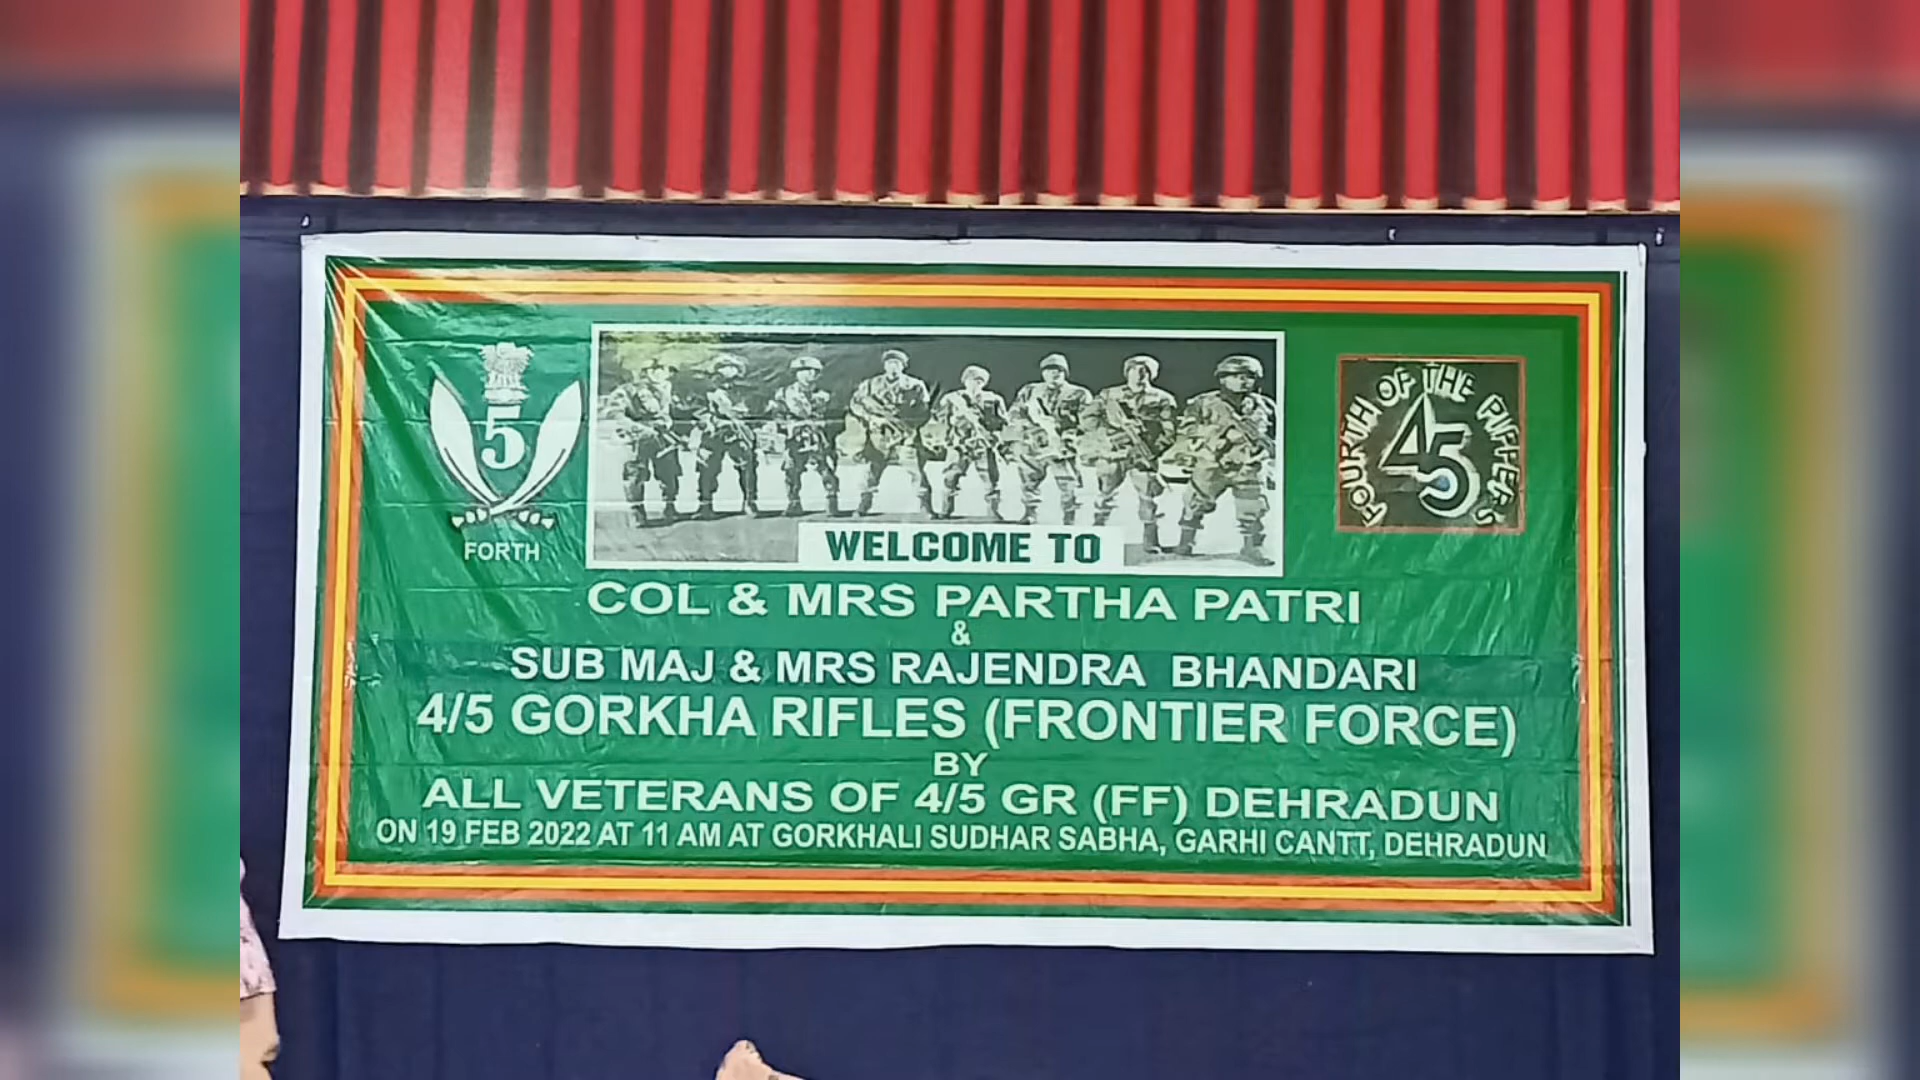 5
FORTH
FOURTH OF THE PIFFERS
45
WELCOME TO
COL & MRS PARTHA PATRI
&
SUB MAJ & MRS RAJENDRA BHANDARI
4/5 GORKHA RIFLES (FRONTIER FORCE)
BY
ALL VETERANS OF 4/5 GR (FF) DEHRADUN
ON 19 FEB 2022 AT 11 AM AT GORKHALI SUDHAR SABHA, GARHI CANTT, DEHRADUN